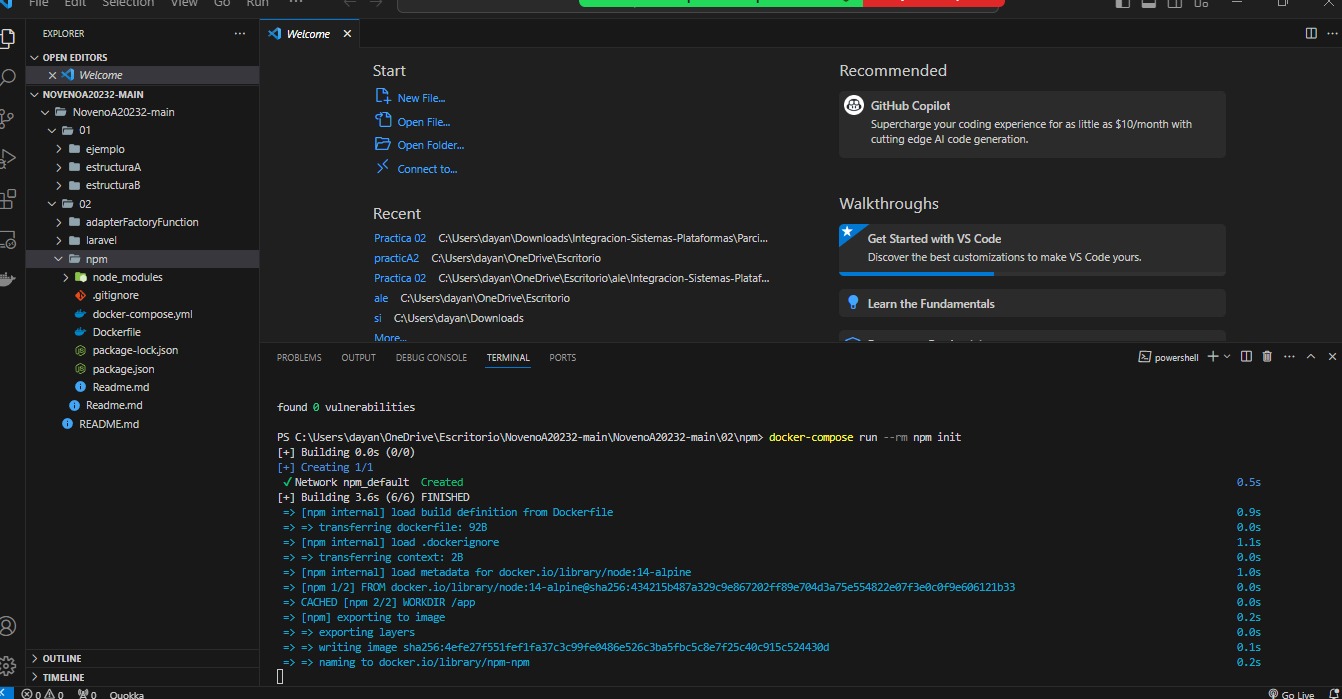 File Edit Selection View Go Run ...
EXPLORER ...
OPEN EDITORS
Welcome
NOVENOA20232-MAIN
NovenoA20232-main
01
ejemplo
estructuraA
estructuraB
02
adapterFactoryFunction
laravel
npm
node_modules
.gitignore
docker-compose.yml
Dockerfile
package-lock.json
package.json
Readme.md
Readme.md
README.md
OUTLINE
TIMELINE
Welcome
Start
New File...
Open File...
Open Folder...
Connect to...
Recent
Practica 02 C:\Users\dayan\Downloads\Integracion-Sistemas-Plataformas\Parci...
practicA2 C:\Users\dayan\OneDrive\Escritorio
Practica 02 C:\Users\dayan\OneDrive\Escritorio\ale\Integracion-Sistemas-Plataf...
ale C:\Users\dayan\OneDrive\Escritorio
si C:\Users\dayan\Downloads
More...
Recommended
GitHub Copilot
Supercharge your coding experience for as little as $10/month with
cutting edge AI code generation.
Walkthroughs
Get Started with VS Code
Discover the best customizations to make VS Code yours.
Learn the Fundamentals
PROBLEMS OUTPUT DEBUG CONSOLE TERMINAL PORTS
powershell
found 0 vulnerabilities
PS C:\Users\dayan\OneDrive\Escritorio\NovenoA20232-main\NovenoA20232-main\02\npm> docker-compose run --rm npm init
[+] Building 0.0s (0/0)
[+] Creating 1/1
✓Network npm_default Created 0.5s
[+] Building 3.6s (6/6) FINISHED
=> [npm internal] load build definition from Dockerfile 0.9s
=> => transferring dockerfile: 92B 0.0s
=> [npm internal] load .dockerignore 1.1s
=> => transferring context: 2B 0.0s
=> [npm internal] load metadata for docker.io/library/node:14-alpine 1.0s
=> [npm 1/2] FROM docker.io/library/node:14-alpine@sha256:434215b487a329c9e867202ff89e704d3a75e554822e07f3e0c0f9e606121b33 0.0s
=> CACHED [npm 2/2] WORKDIR /app 0.0s
=> [npm] exporting to image 0.2s
=> => exporting layers 0.0s
=> => writing image sha256:4efe27f551fef1fa37c3c99fe0486e526c3ba5fbc5c8e7f25c40c915c524430d 0.1s
=> => naming to docker.io/library/npm-npm 0.2s
0 0 0 Quokka
Go Live